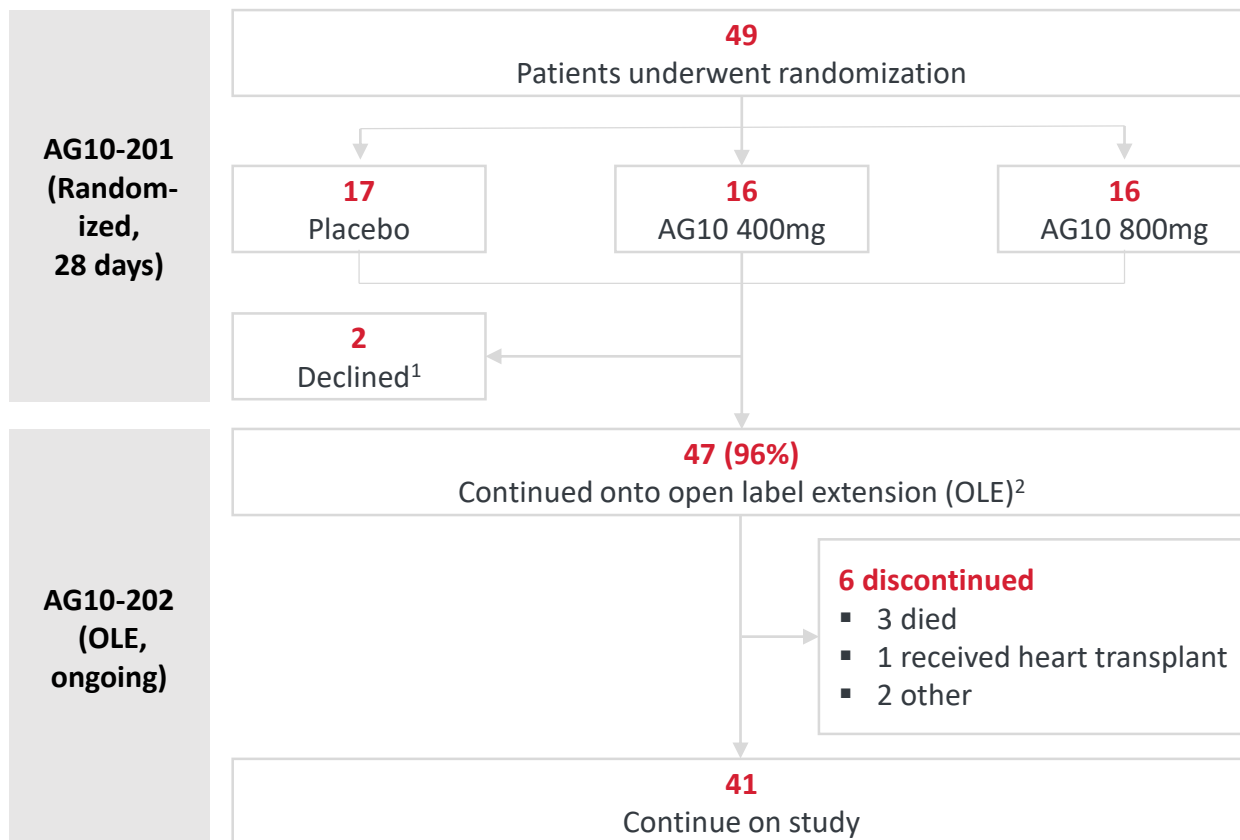 49
Patients underwent randomization
AG10-201
(Random-
ized,
28 days)
17
Placebo
16
AG10 400mg
16
AG10 800mg
2
Declined1
47 (96%)
Continued onto open label extension (OLE)2
AG10-202
(OLE,
ongoing)
6 discontinued
▪ 3 died
▪ 1 received heart transplant
▪ 2 other
41
Continue on study